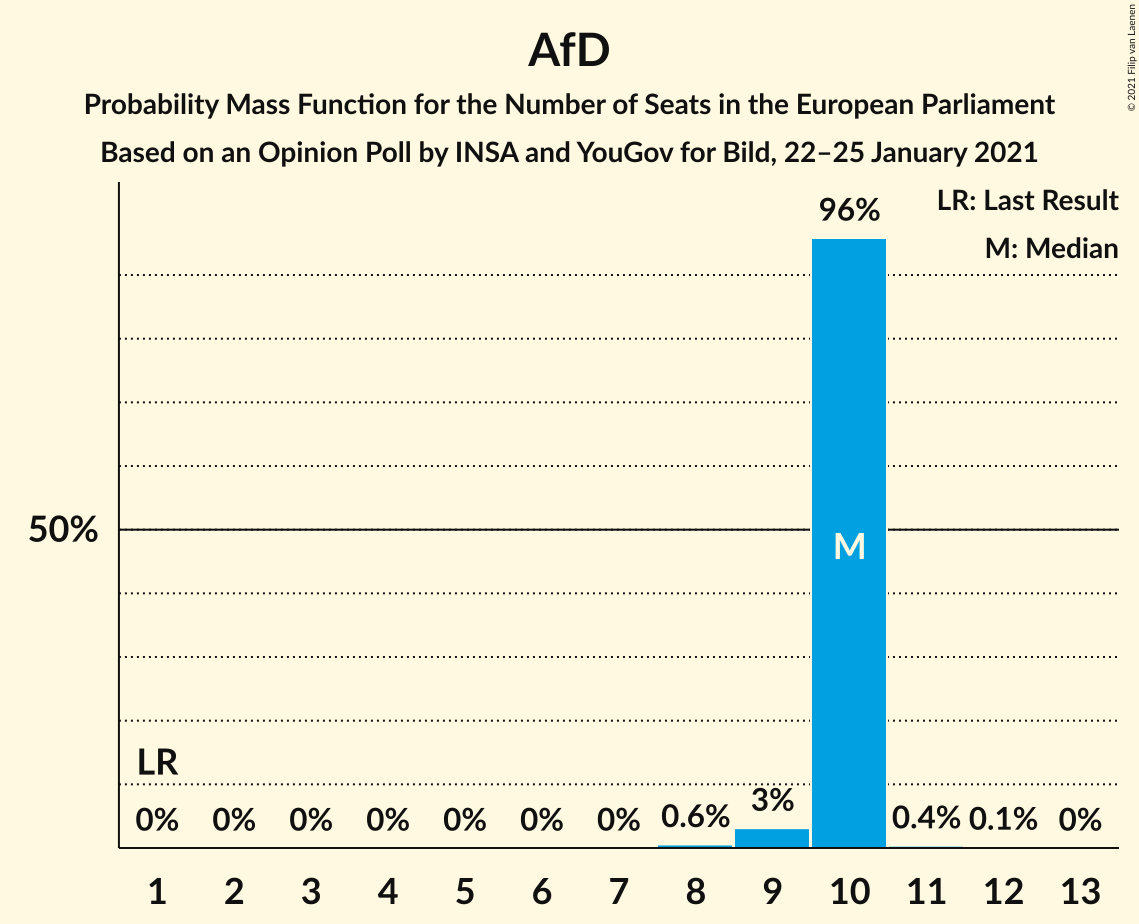 AfD
Probability Mass Function for the Number of Seats in the European Parliament
Based on an Opinion Poll by INSA and YouGov for Bild, 22–25 January 2021
© 2021 Filip van Laenen
LR: Last Result
M: Median
96%
50%
M
LR
0% 0% 0% 0% 0% 0% 0% 0.6% 3% 0.4% 0.1% 0%
1 2 3 4 5 6 7 8 9 10 11 12 13